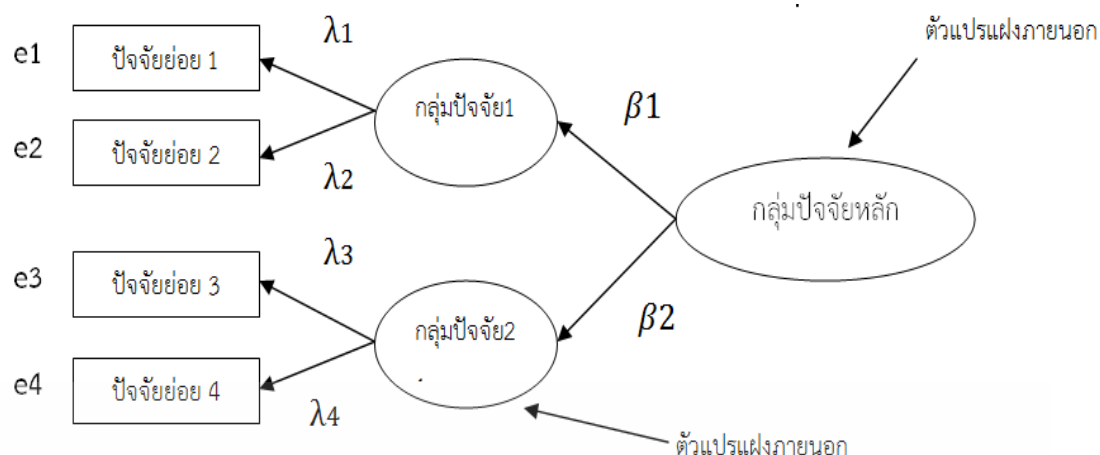 ตัวแปรแฝงภายนอก
e1 ปัจจัยย่อย 1 λ1
กลุ่มปัจจัย1
e2 ปัจจัยย่อย 2 λ2
β1
กลุ่มปัจจัยหลัก
e3 ปัจจัยย่อย 3 λ3
กลุ่มปัจจัย2
β2
e4 ปัจจัยย่อย 4 λ4
ตัวแปรแฝงภายนอก